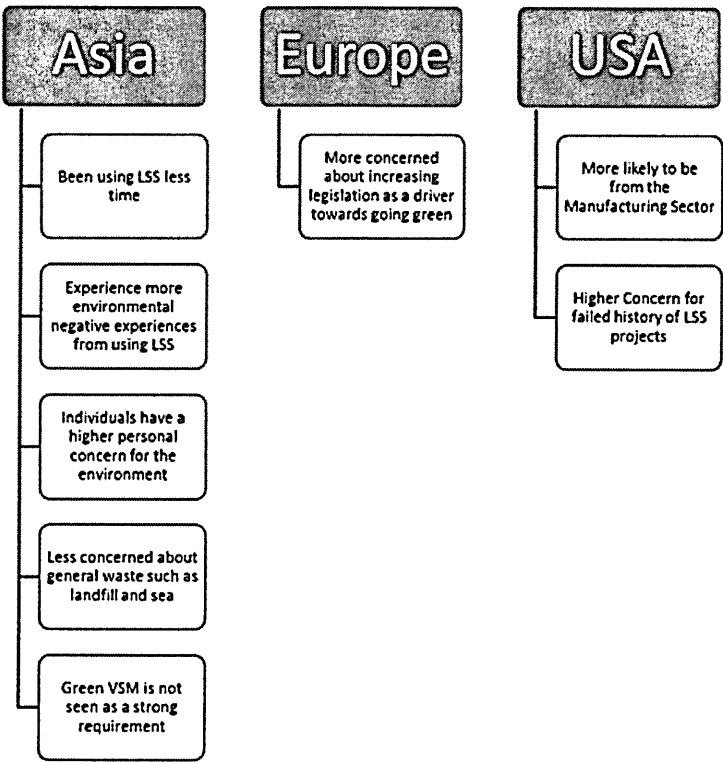 Asia
Been using LSS less
time
Experience more
environmental
negative experiences
from using LSS
Individuals have a
higher personal
concern for the
environment
Less concerned about
general waste such as
landfill and sea
Green VSM is not
seen as a strong
requirement
Europe
More concerned
about increasing
legislation as a driver
towards going green
USA
More likely to be
from the
Manufacturing Sector
Higher Concern for
failed history of LSS
projects